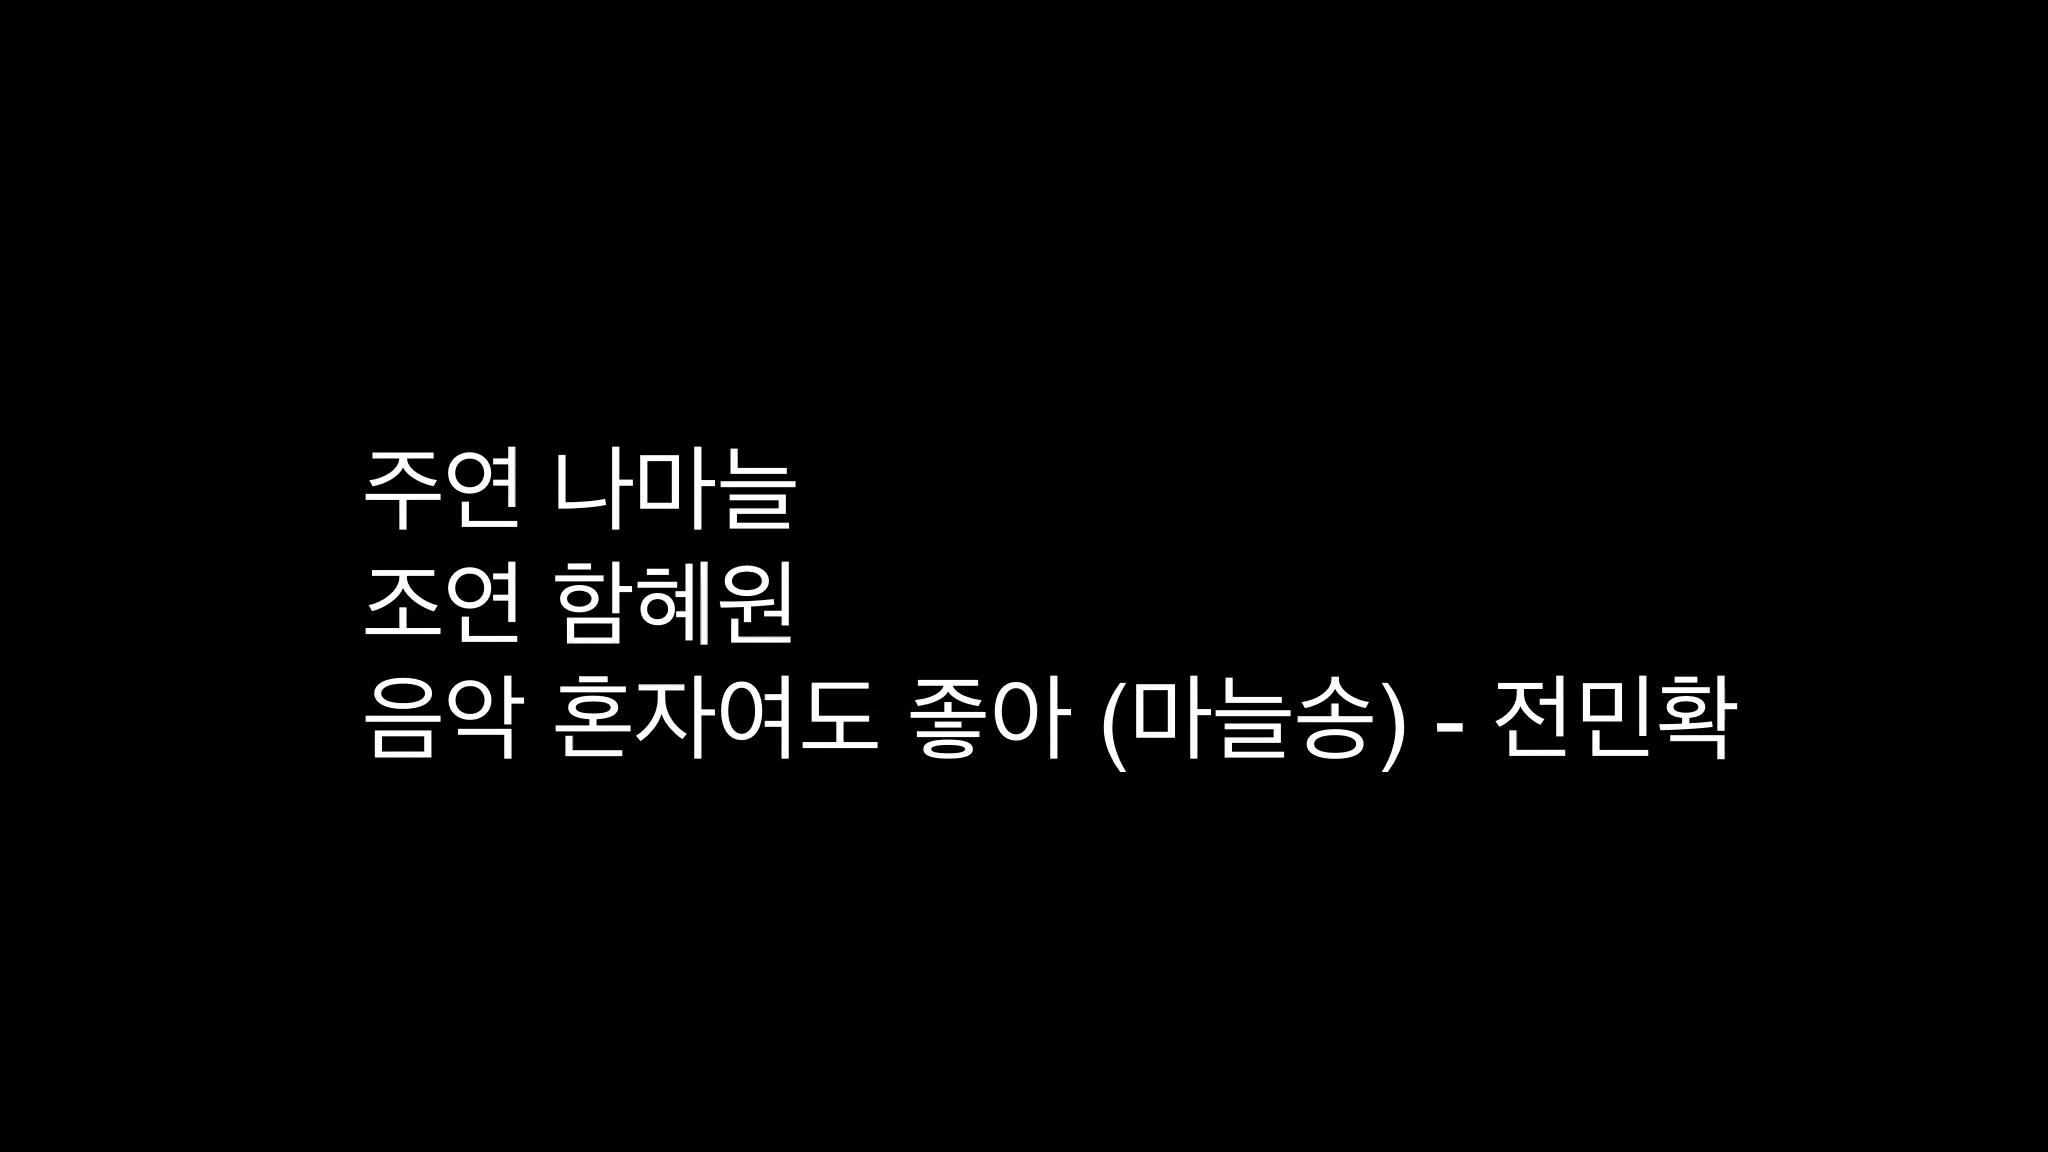 주연 나마늘
조연 함혜원
음악 혼자여도 좋아 (마늘송) - 전민확